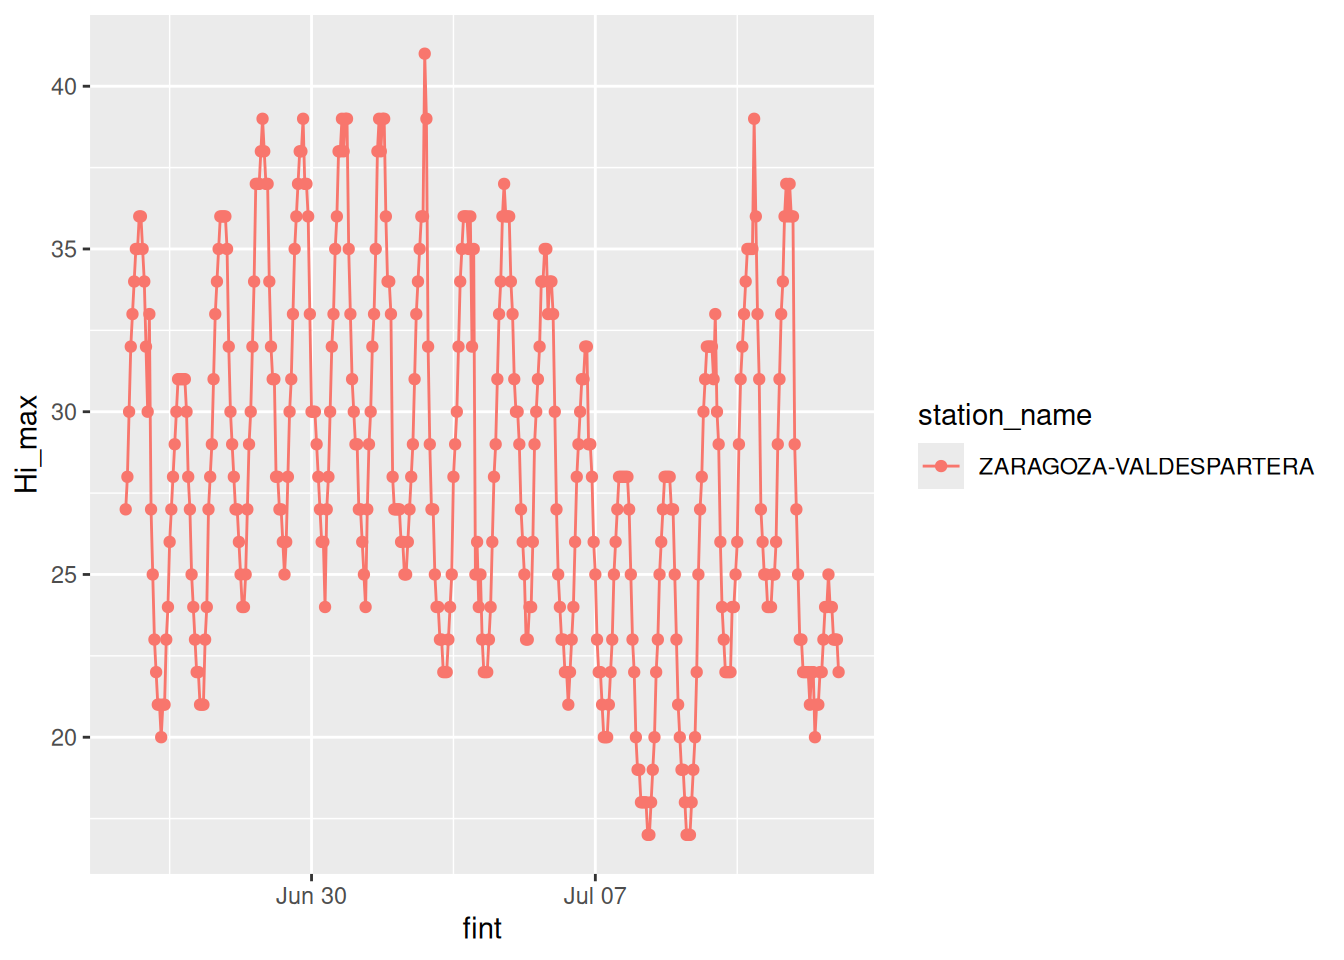 40
35
30
25
20
Hi_max
Jun 30
Jul 07
fint
station_name
ZARAGOZA-VALDESPARTERA